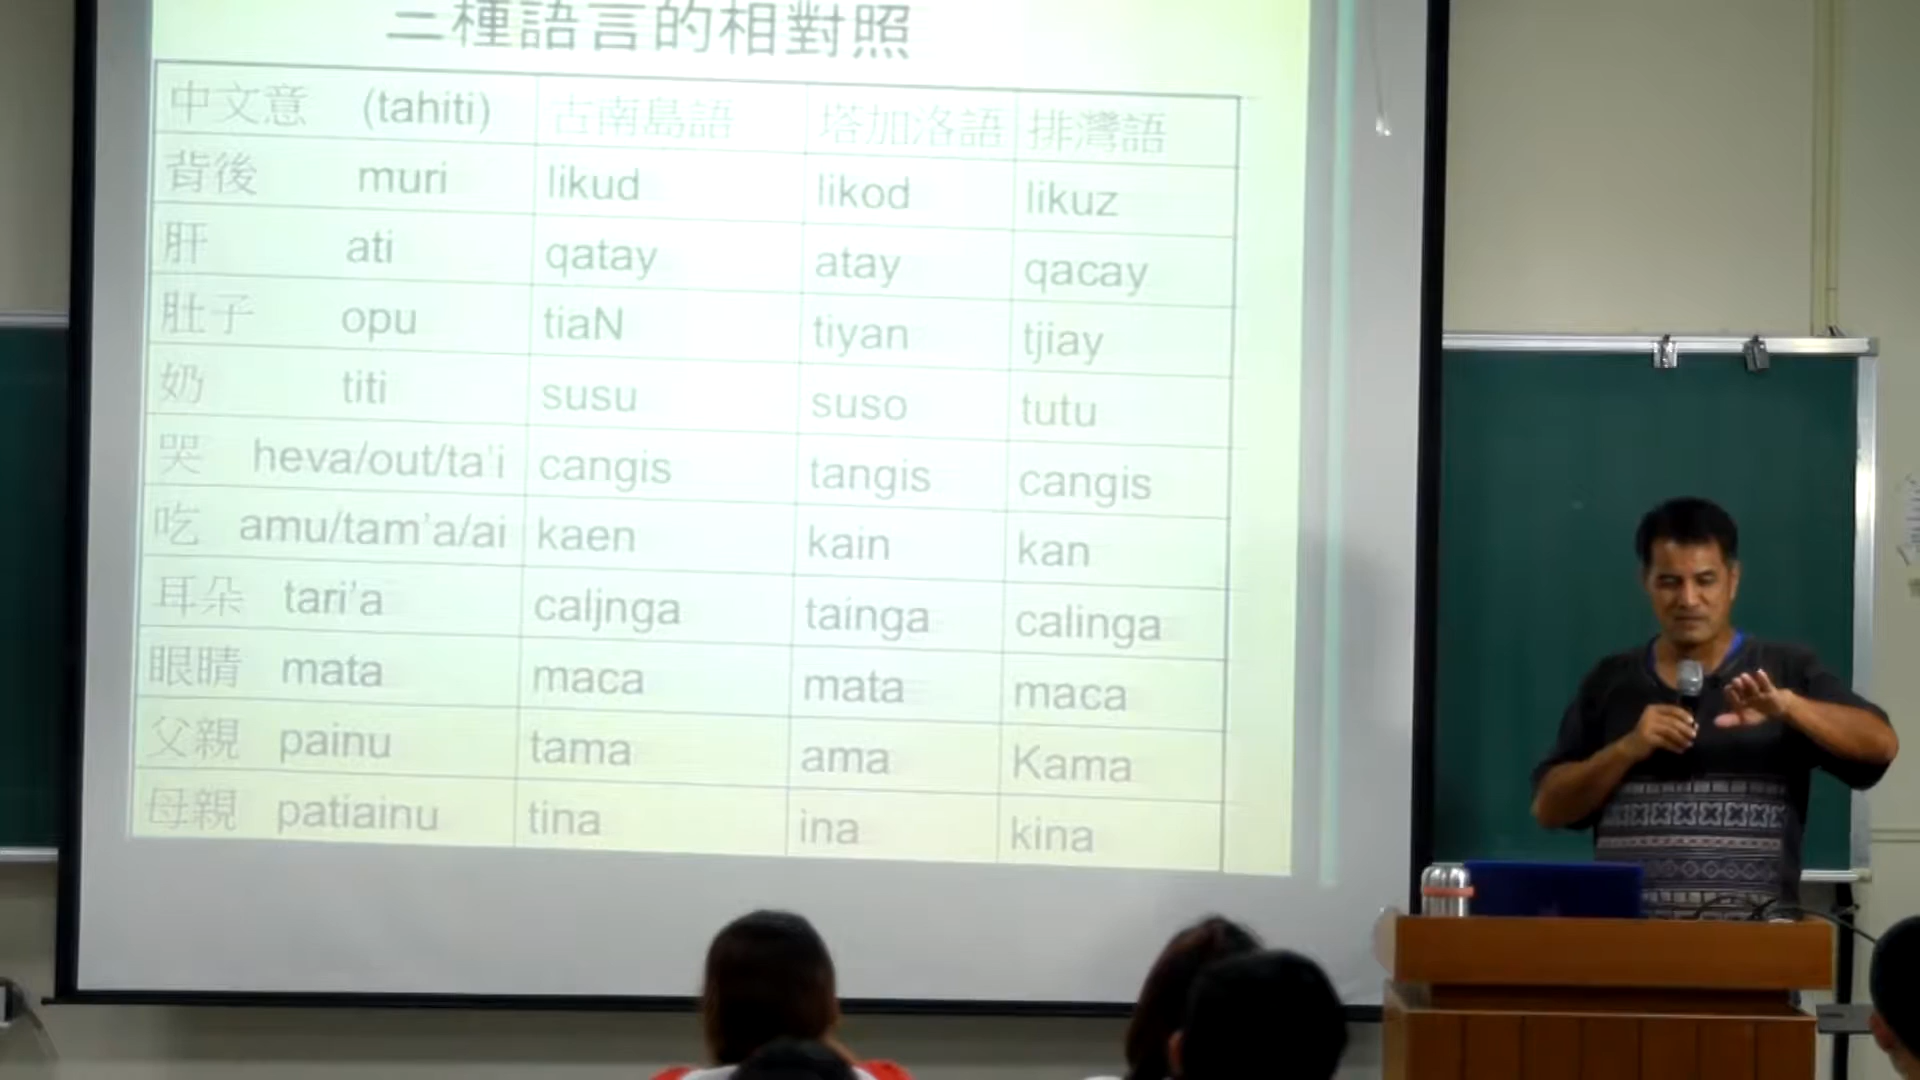 三種語言的相對照
中文意 (tahiti) 古南島語 塔加洛語 排灣語
背後 muri likud likod likuz
肝 ati qatay atay qacay
肚子 opu tiaN tiyan tjiay
奶 titi susu suso tutu
哭 heva/out/ta'i cangis tangis cangis
吃 amu/tam'a/ai kaen kain kan
耳朵 tari'a caljnga tainga calinga
眼睛 mata maca mata maca
父親 painu tama ama Kama
母親 patiainu tina ina kina